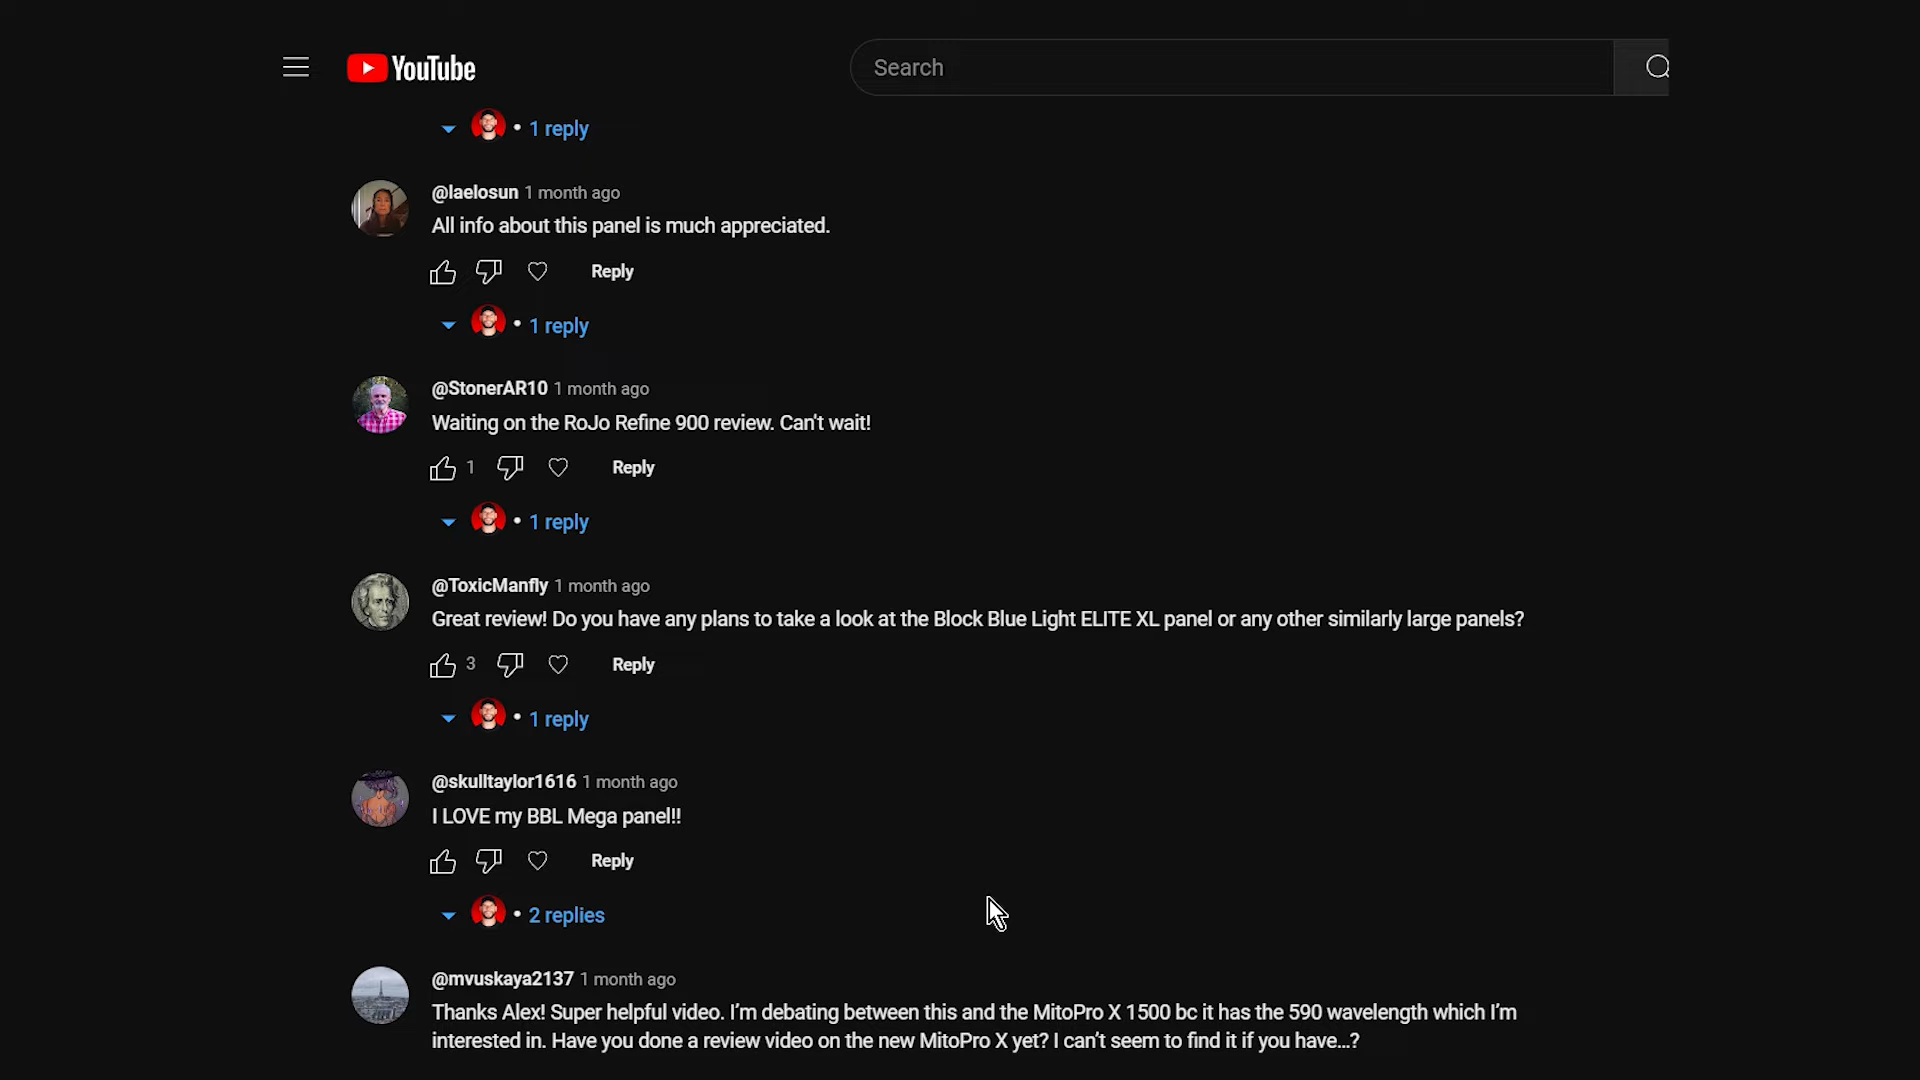 YouTube
Search
• 1 reply
@laelosun 1 month ago
All info about this panel is much appreciated.
Reply
• 1 reply
@StonerAR10 1 month ago
Waiting on the RoJo Refine 900 review. Can't wait!
1 Reply
• 1 reply
@ToxicManfly 1 month ago
Great review! Do you have any plans to take a look at the Block Blue Light ELITE XL panel or any other similarly large panels?
3 Reply
• 1 reply
@skulltaylor1616 1 month ago
I LOVE my BBL Mega panel!!
Reply
• 2 replies
@mvuskaya2137 1 month ago
Thanks Alex! Super helpful video. I’m debating between this and the MitoPro X 1500 bc it has the 590 wavelength which I’m
interested in. Have you done a review video on the new MitoPro X yet? I can’t seem to find it if you have…?